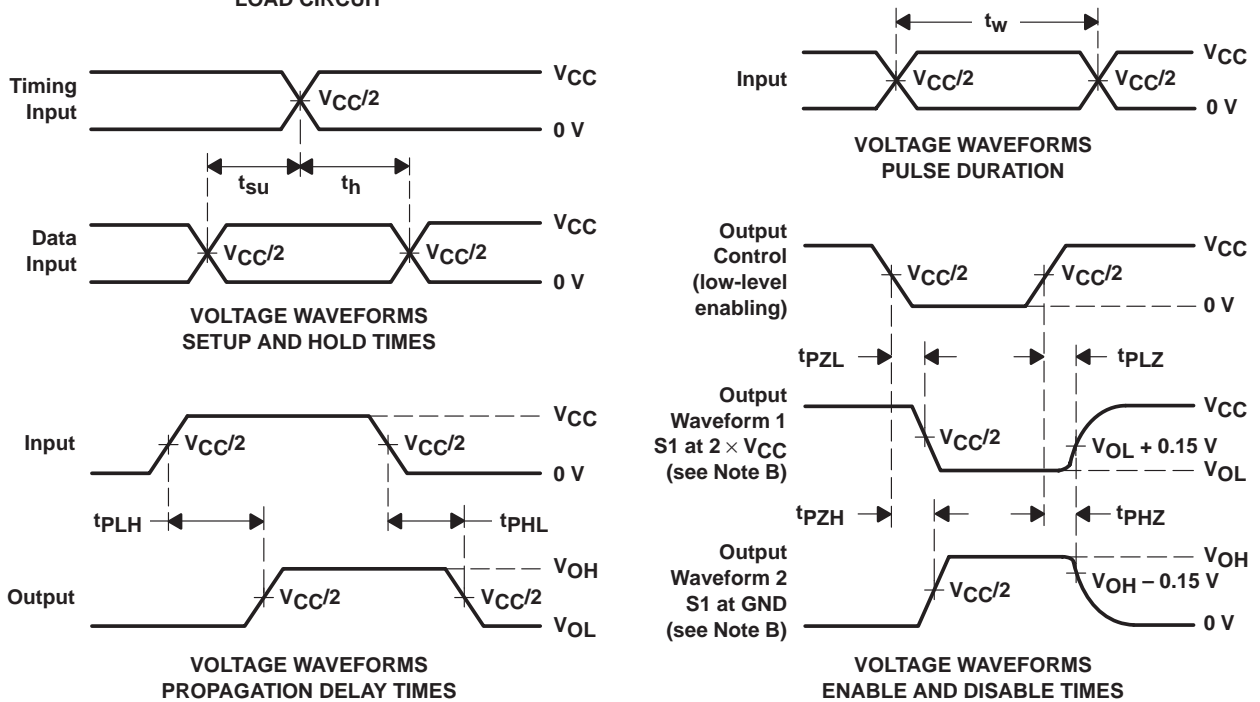 LOAD CIRCUIT
Timing
Input
VCC
VCC/2
0 V
tsu
th
Data
Input
VCC
VCC/2
VCC/2
0 V
VOLTAGE WAVEFORMS
SETUP AND HOLD TIMES
Input
VCC
VCC/2
VCC/2
0 V
tPLH
tPHL
Output
VOH
VCC/2
VCC/2
VOL
VOLTAGE WAVEFORMS
PROPAGATION DELAY TIMES
tw
Input
VCC
VCC/2
VCC/2
0 V
VOLTAGE WAVEFORMS
PULSE DURATION
Output
Control
(low-level
enabling)
VCC
VCC/2
VCC/2
0 V
tPZL
tPLZ
Output
Waveform 1
S1 at 2 × VCC
(see Note B)
VCC
VCC/2
VOL + 0.15 V
VOL
tPZH
tPHZ
Output
Waveform 2
S1 at GND
(see Note B)
VOH
VCC/2
VOH − 0.15 V
0 V
VOLTAGE WAVEFORMS
ENABLE AND DISABLE TIMES